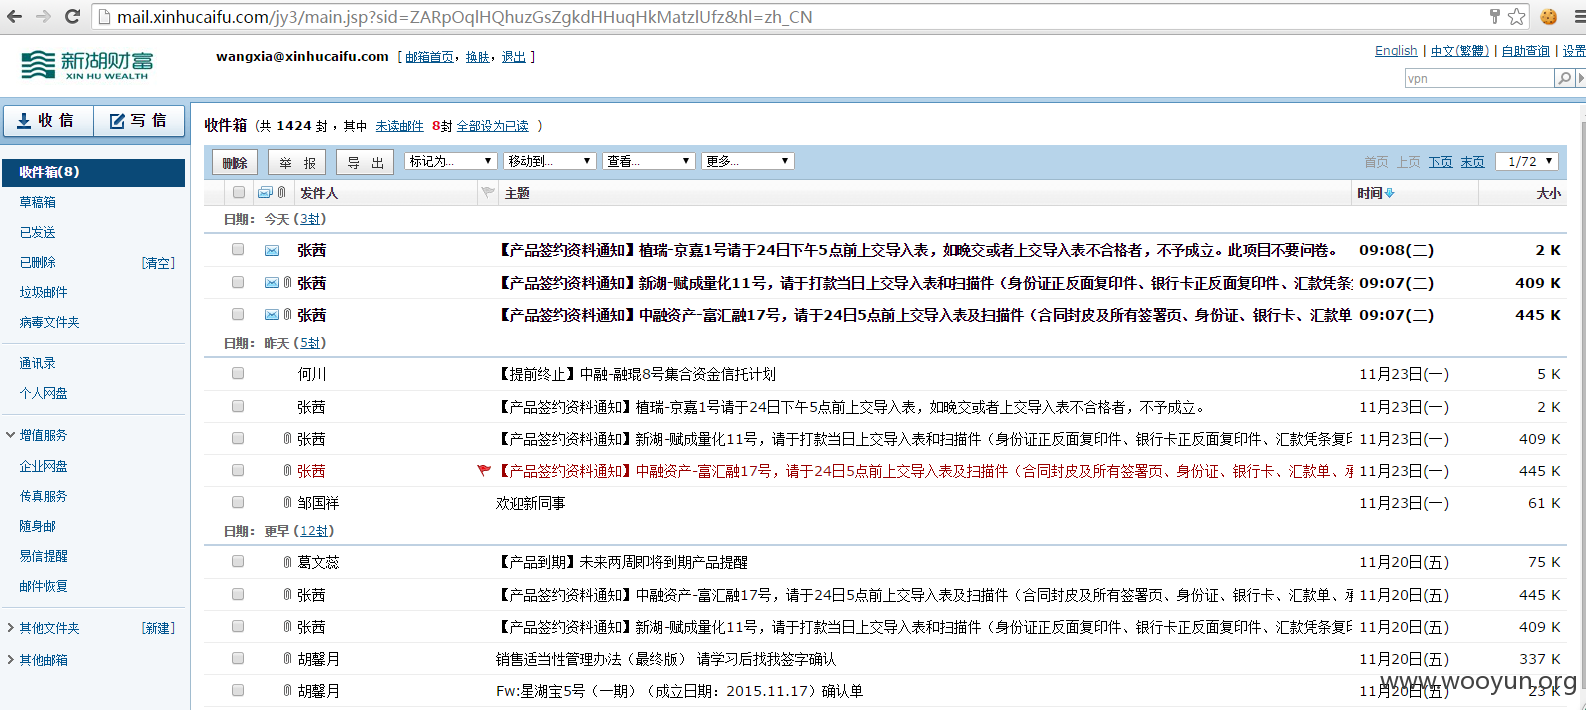 mail.xinhucaifu.com/jy3/main.jsp?sid=ZARpOqlHQhuzGsZgkdHHuqHkMatzlUfz&hl=zh_CN
新湖财富
XIN HU WEALTH
wangxia@xinhucaifu.com [ 邮箱首页，换肤，退出 ]
English | 中文(繁體) | 自助查询 | 设置
vpn
收信 写信
收件箱(8)
草稿箱
已发送
已删除 [清空]
垃圾邮件
病毒文件夹
通讯录
个人网盘
增值服务
企业网盘
传真服务
随身邮
易信提醒
邮件恢复
其他文件夹 [新建]
其他邮箱
收件箱 (共 1424 封，其中 未读邮件 8封 全部设为已读 )
删除 举 报 导 出 标记为... 移动到... 查看... 更多... 首页 上页 下页 末页 1/72
发件人 主题 时间 大小
日期： 今天 (3封)
张茜 【产品签约资料通知】植瑞-京嘉1号请于24日下午5点前上交导入表，如晚交或者上交导入表不合格者，不予成立。此项目不要问卷。 09:08(二) 2 K
张茜 【产品签约资料通知】新湖-赋成量化11号，请于打款当日上交导入表和扫描件（身份证正反面复印件、银行卡正反面复印件、汇款凭条 09:07(二) 409 K
张茜 【产品签约资料通知】中融资产-富汇融17号，请于24日5点前上交导入表及扫描件（合同封皮及所有签署页、身份证、银行卡、汇款单 09:07(二) 445 K
日期： 昨天 (5封)
何川 【提前终止】中融-融琨8号集合资金信托计划 11月23日(一) 5 K
张茜 【产品签约资料通知】植瑞-京嘉1号请于24日下午5点前上交导入表，如晚交或者上交导入表不合格者，不予成立。 11月23日(一) 2 K
张茜 【产品签约资料通知】新湖-赋成量化11号，请于打款当日上交导入表和扫描件（身份证正反面复印件、银行卡正反面复印件、汇款凭条复印 11月23日(一) 409 K
张茜 【产品签约资料通知】中融资产-富汇融17号，请于24日5点前上交导入表及扫描件（合同封皮及所有签署页、身份证、银行卡、汇款单、承 11月23日(一) 445 K
邹国祥 欢迎新同事 11月23日(一) 61 K
日期： 更早 (12封)
葛文蕊 【产品到期】未来两周即将到期产品提醒 11月20日(五) 75 K
张茜 【产品签约资料通知】中融资产-富汇融17号，请于24日5点前上交导入表及扫描件（合同封皮及所有签署页、身份证、银行卡、汇款单、承 11月20日(五) 445 K
张茜 【产品签约资料通知】新湖-赋成量化11号，请于打款当日上交导入表和扫描件（身份证正反面复印件、银行卡正反面复印件、汇款凭条复印 11月20日(五) 409 K
胡馨月 销售适当性管理办法（最终版） 请学习后找我签字确认 11月20日(五) 337 K
胡馨月 Fw:星湖宝5号（一期）（成立日期：2015.11.17）确认单 11月20日(五) 23 K
www.wooyun.org